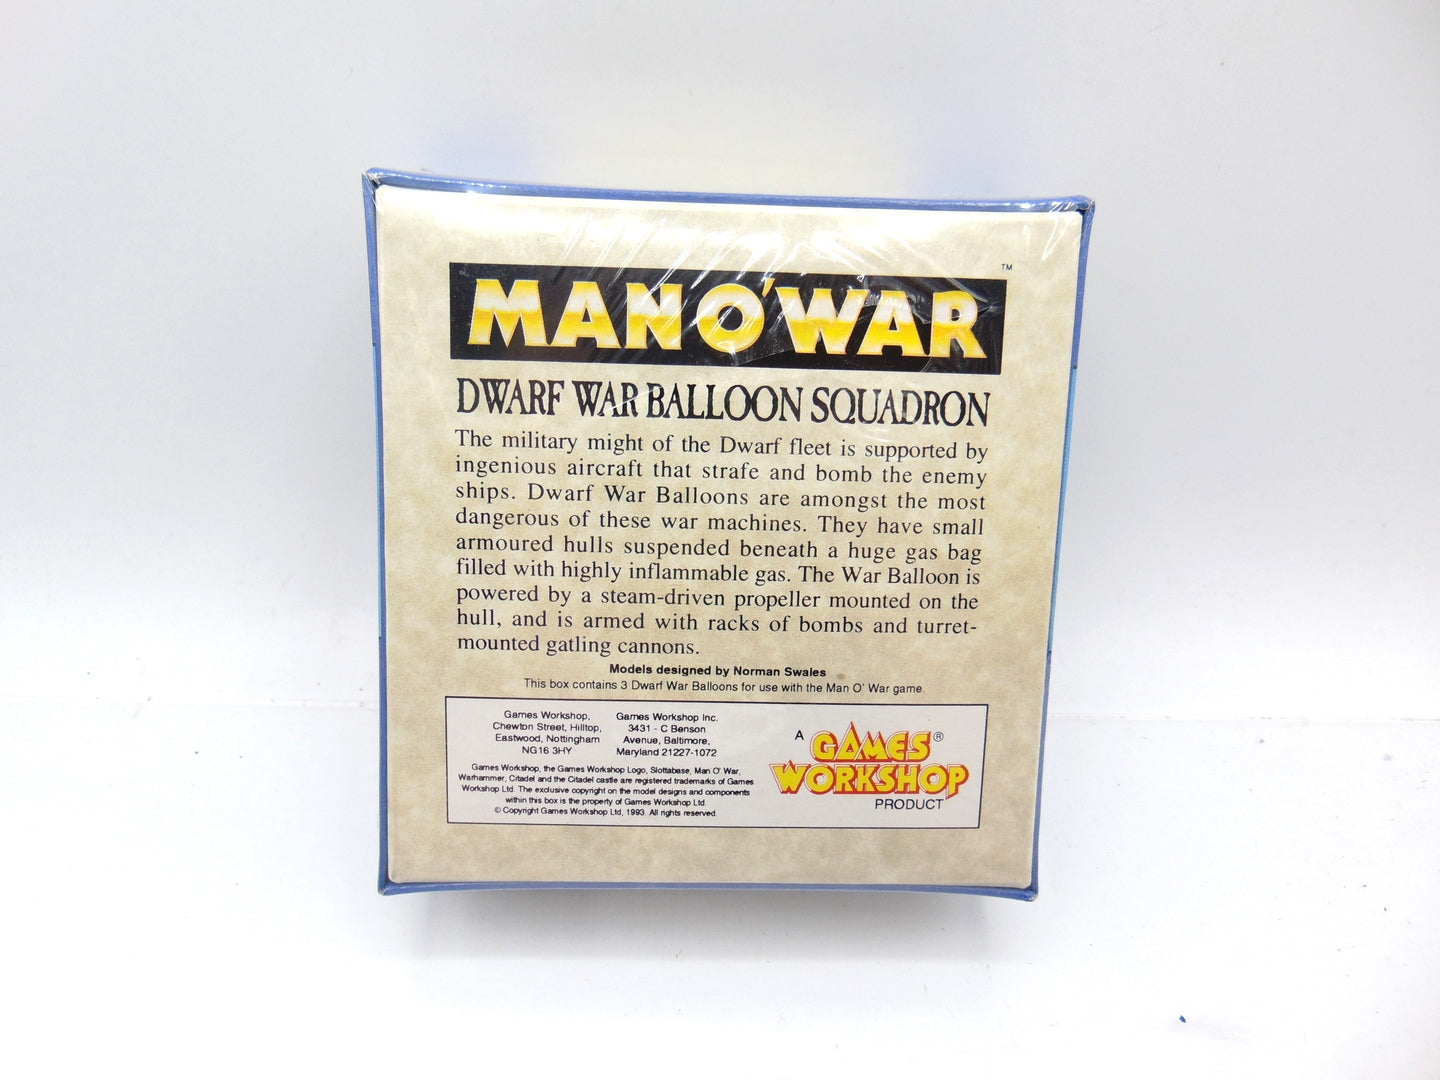 MAN O'WAR ™
DWARF WAR BALLOON SQUADRON
The military might of the Dwarf fleet is supported by
ingenious aircraft that strafe and bomb the enemy
ships. Dwarf War Balloons are amongst the most
dangerous of these war machines. They have small
armoured hulls suspended beneath a huge gas bag
filled with highly inflammable gas. The War Balloon is
powered by a steam-driven propeller mounted on the
hull, and is armed with racks of bombs and turret-
mounted gatling cannons.
Models designed by Norman Swales
This box contains 3 Dwarf War Balloons for use with the Man O' War game.
Games Workshop,
Chewton Street, Hilltop,
Eastwood, Nottingham
NG16 3HY
Games Workshop Inc.
3431 - C Benson
Avenue, Baltimore,
Maryland 21227-1072
Games Workshop, the Games Workshop Logo, Slottabase, Man O' War,
Warhammer, Citadel and the Citadel castle are registered trademarks of Games
Workshop Ltd. The exclusive copyright on the model designs and components
within this box is the property of Games Workshop Ltd.
© Copyright Games Workshop Ltd, 1993. All rights reserved.
A GAMES®
WORKSHOP
PRODUCT